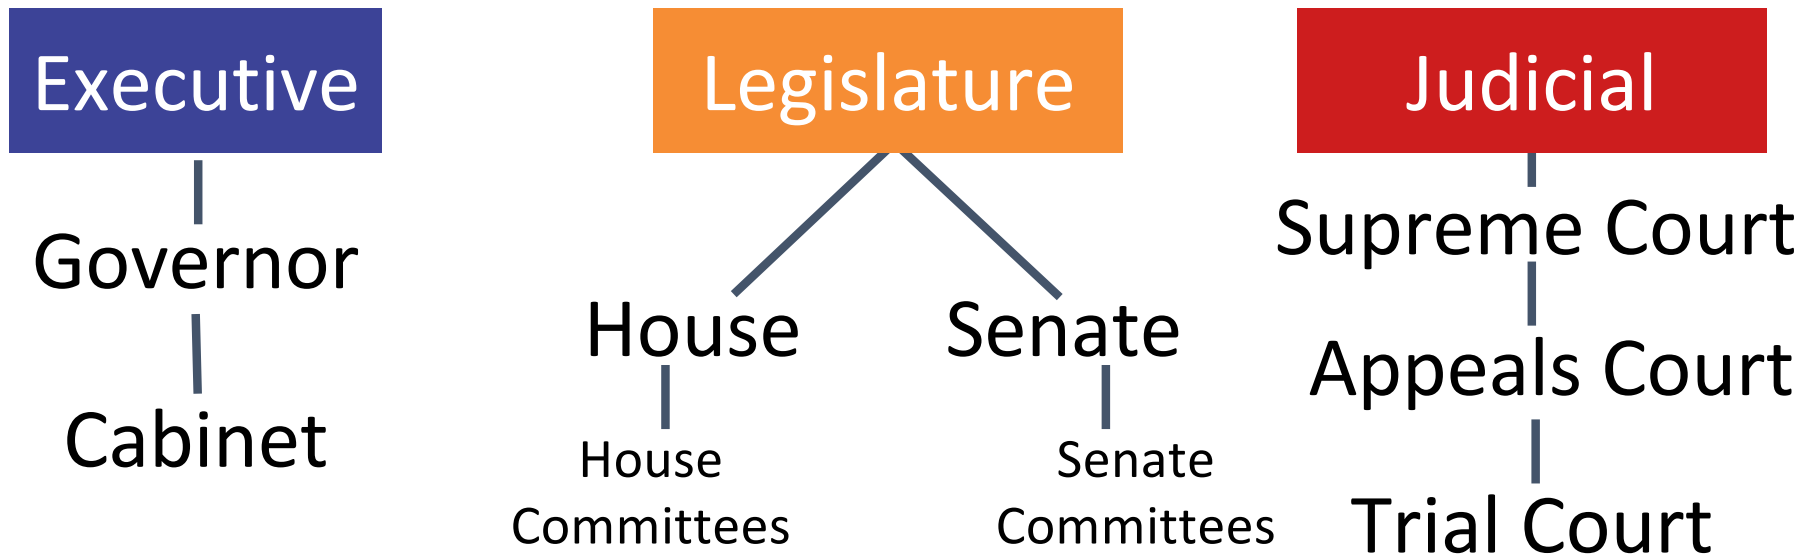 Executive
Governor
Cabinet
Legislature
House
Senate
House
Committees
Senate
Committees
Judicial
Supreme Court
Appeals Court
Trial Court